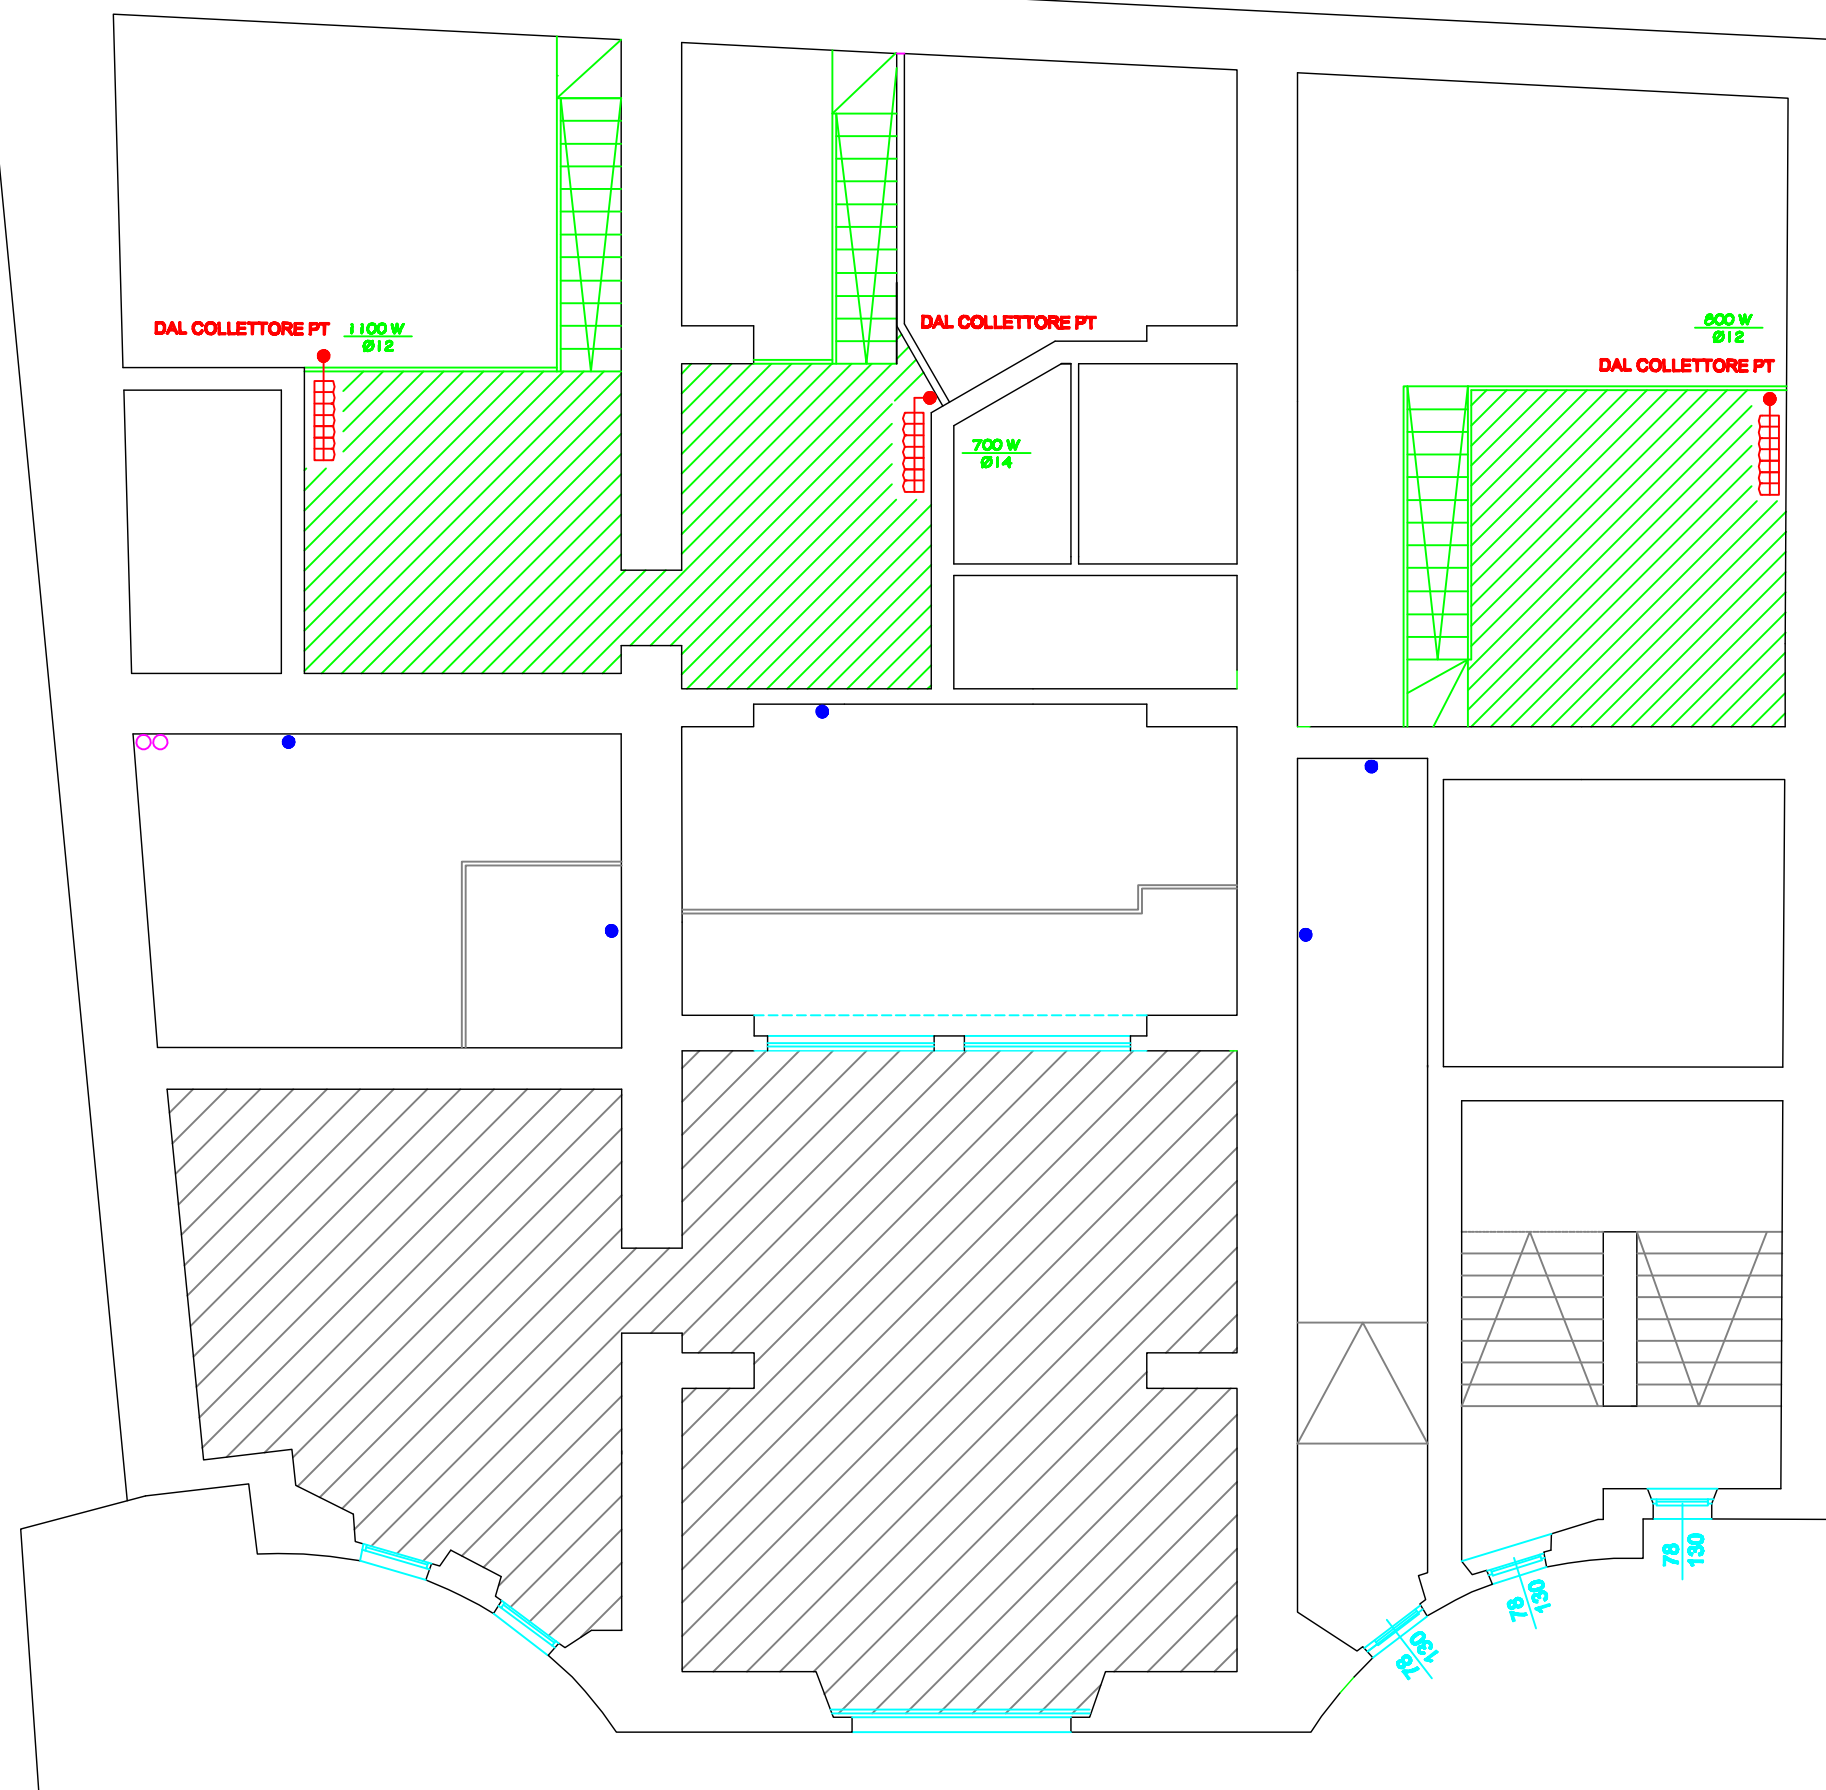 DAL COLLETTORE PT
1100 W
Ø12
DAL COLLETTORE PT
800 W
Ø12
DAL COLLETTORE PT
700 W
Ø14
78
130
78
130
78
130